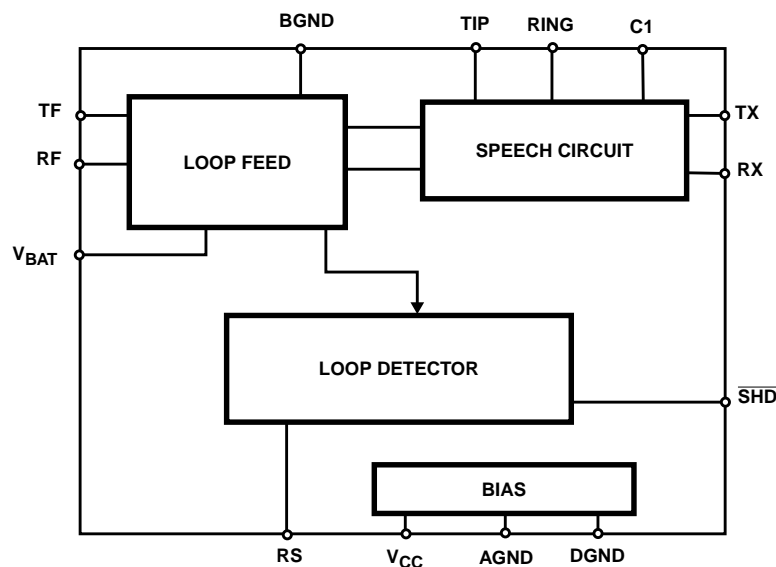 BGND
TIP
RING
C1
TF
TX
RF
LOOP FEED
SPEECH CIRCUIT
RX
VBAT
LOOP DETECTOR
SHD
BIAS
RS
VCC
AGND
DGND